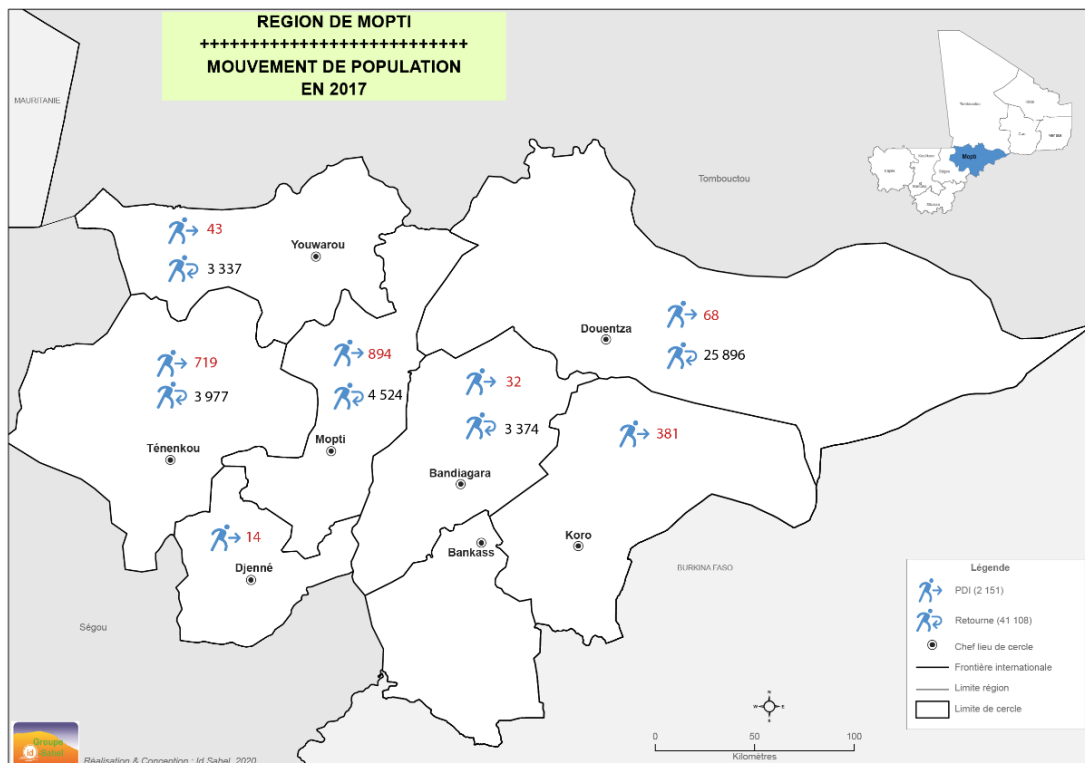 REGION DE MOPTI
+++++++++++++++++++++++++++
MOUVEMENT DE POPULATION
EN 2017
MAURITANIE
Tombouctou
Mopti
Ségou
Tombouctou
43
Youwarou
3 337
68
Douentza
25 896
719
3 977
Ténenkou
894
4 524
Mopti
32
3 374
Bandiagara
381
Koro
14
Djenné
Bankass
BURKINA FASO
Ségou
Légende
PDI (2 151)
Retourne (41 108)
Chef lieu de cercle
Frontière internationale
Limite région
Limite de cercle
N
W
E
S
0 50 100
Kilomètres
Groupe
id Sahel
Réalisation & Conception : Id Sahel, 2020